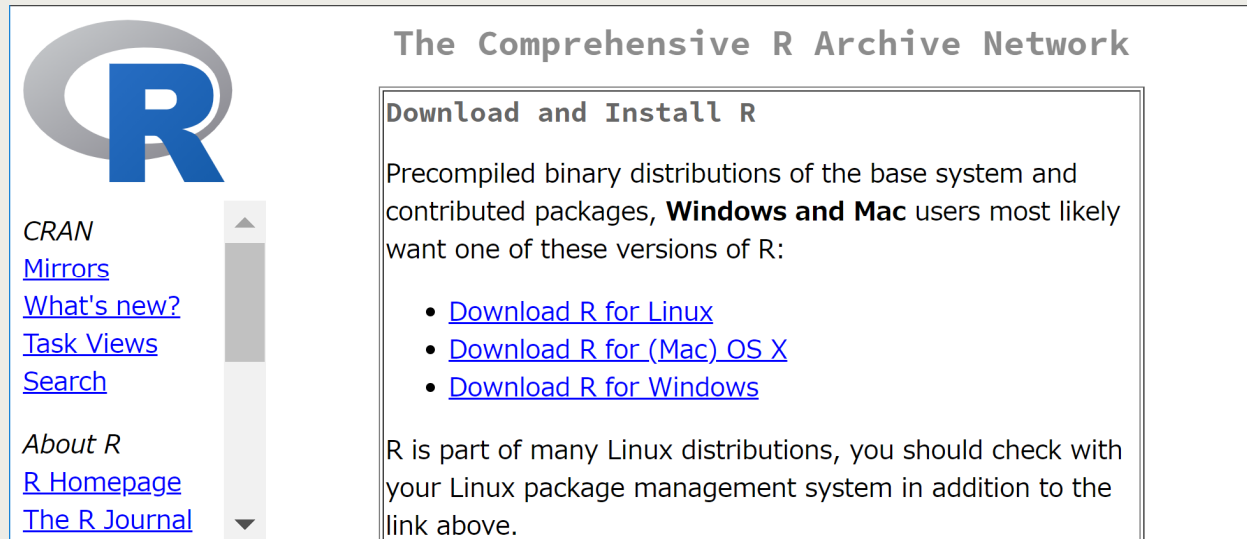 R
The Comprehensive R Archive Network
CRAN
Mirrors
What's new?
Task Views
Search
About R
R Homepage
The R Journal
Download and Install R
Precompiled binary distributions of the base system and
contributed packages, Windows and Mac users most likely
want one of these versions of R:
• Download R for Linux
• Download R for (Mac) OS X
• Download R for Windows
R is part of many Linux distributions, you should check with
your Linux package management system in addition to the
link above.